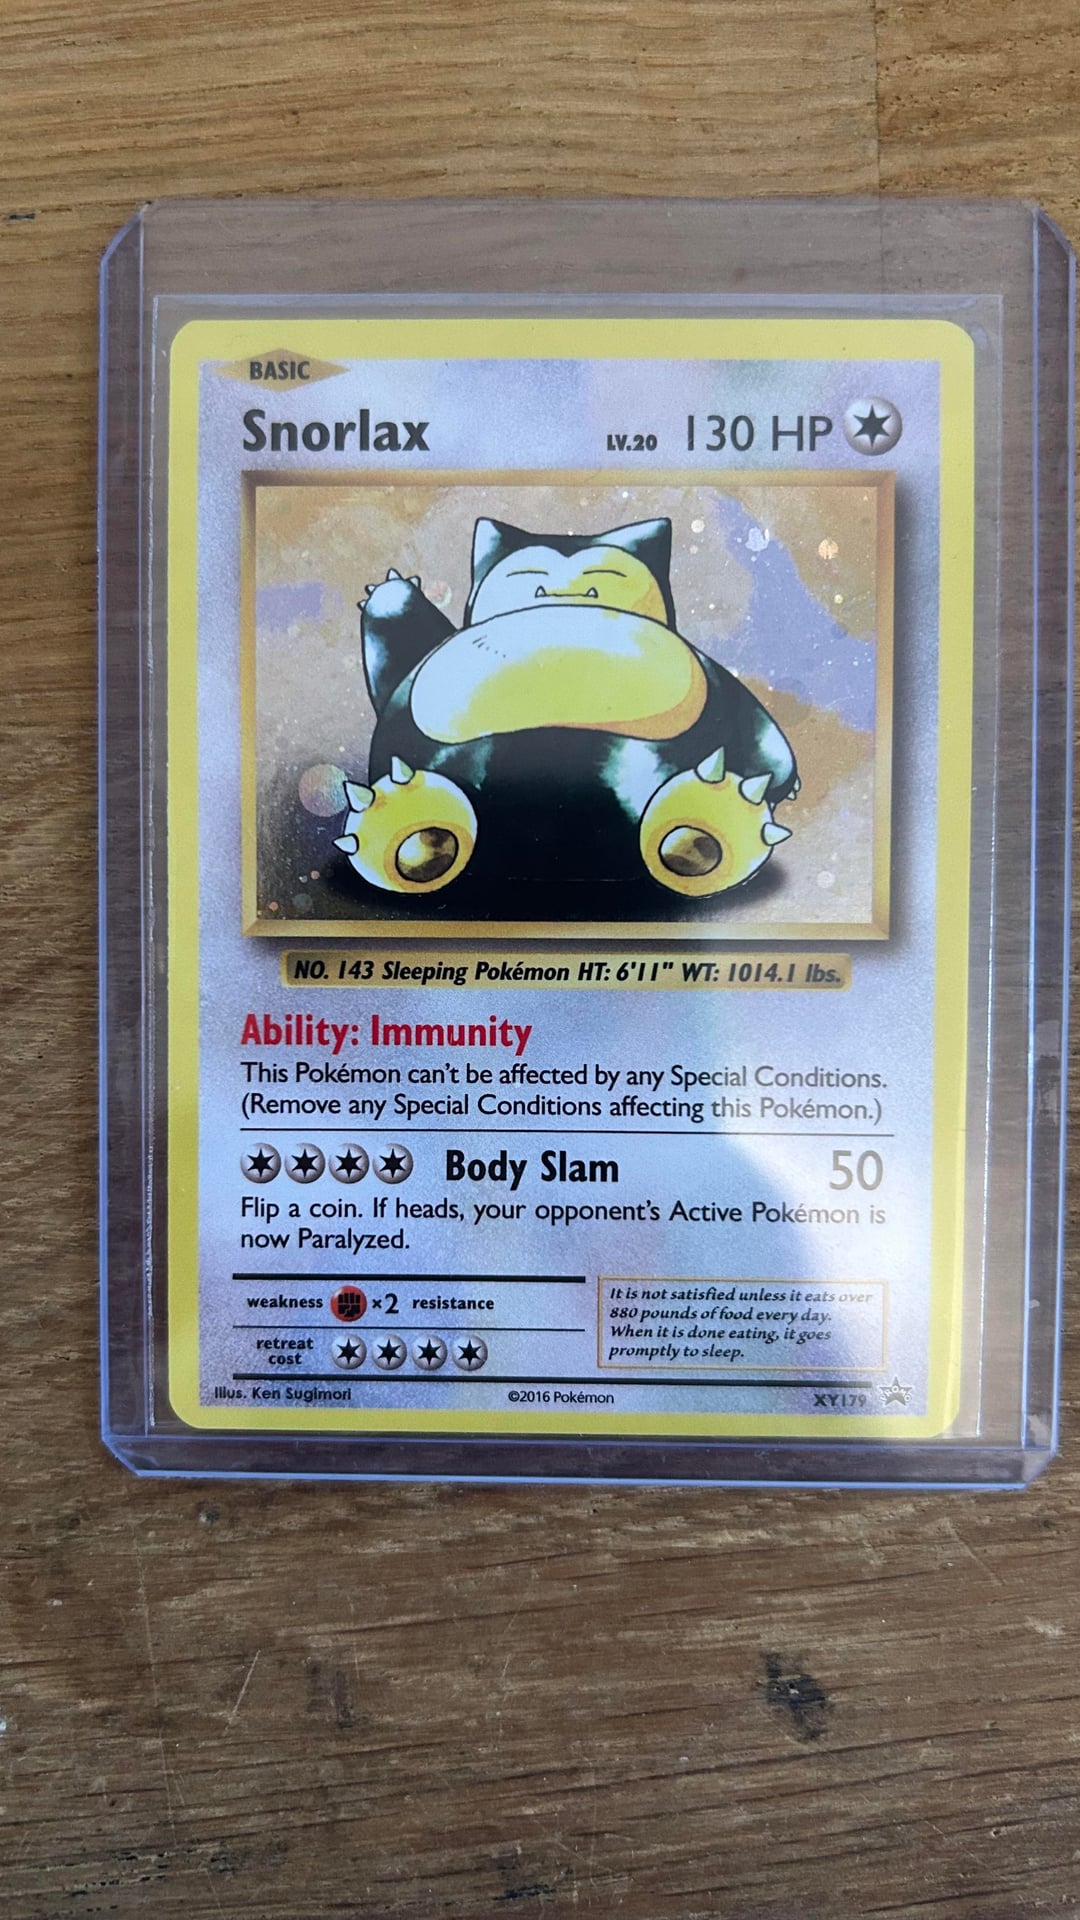 BASIC
Snorlax LV.20 130 HP
NO. 143 Sleeping Pokémon HT: 6'11" WT: 1014.1 lbs.
Ability: Immunity
This Pokémon can't be affected by any Special Conditions.
(Remove any Special Conditions affecting this Pokémon.)
Body Slam 50
Flip a coin. If heads, your opponent's Active Pokémon is
now Paralyzed.
weakness ×2 resistance
retreat
cost
It is not satisfied unless it eats over
880 pounds of food every day.
When it is done eating, it goes
promptly to sleep.
Illus. Ken Sugimori ©2016 Pokémon XY179 PROMO